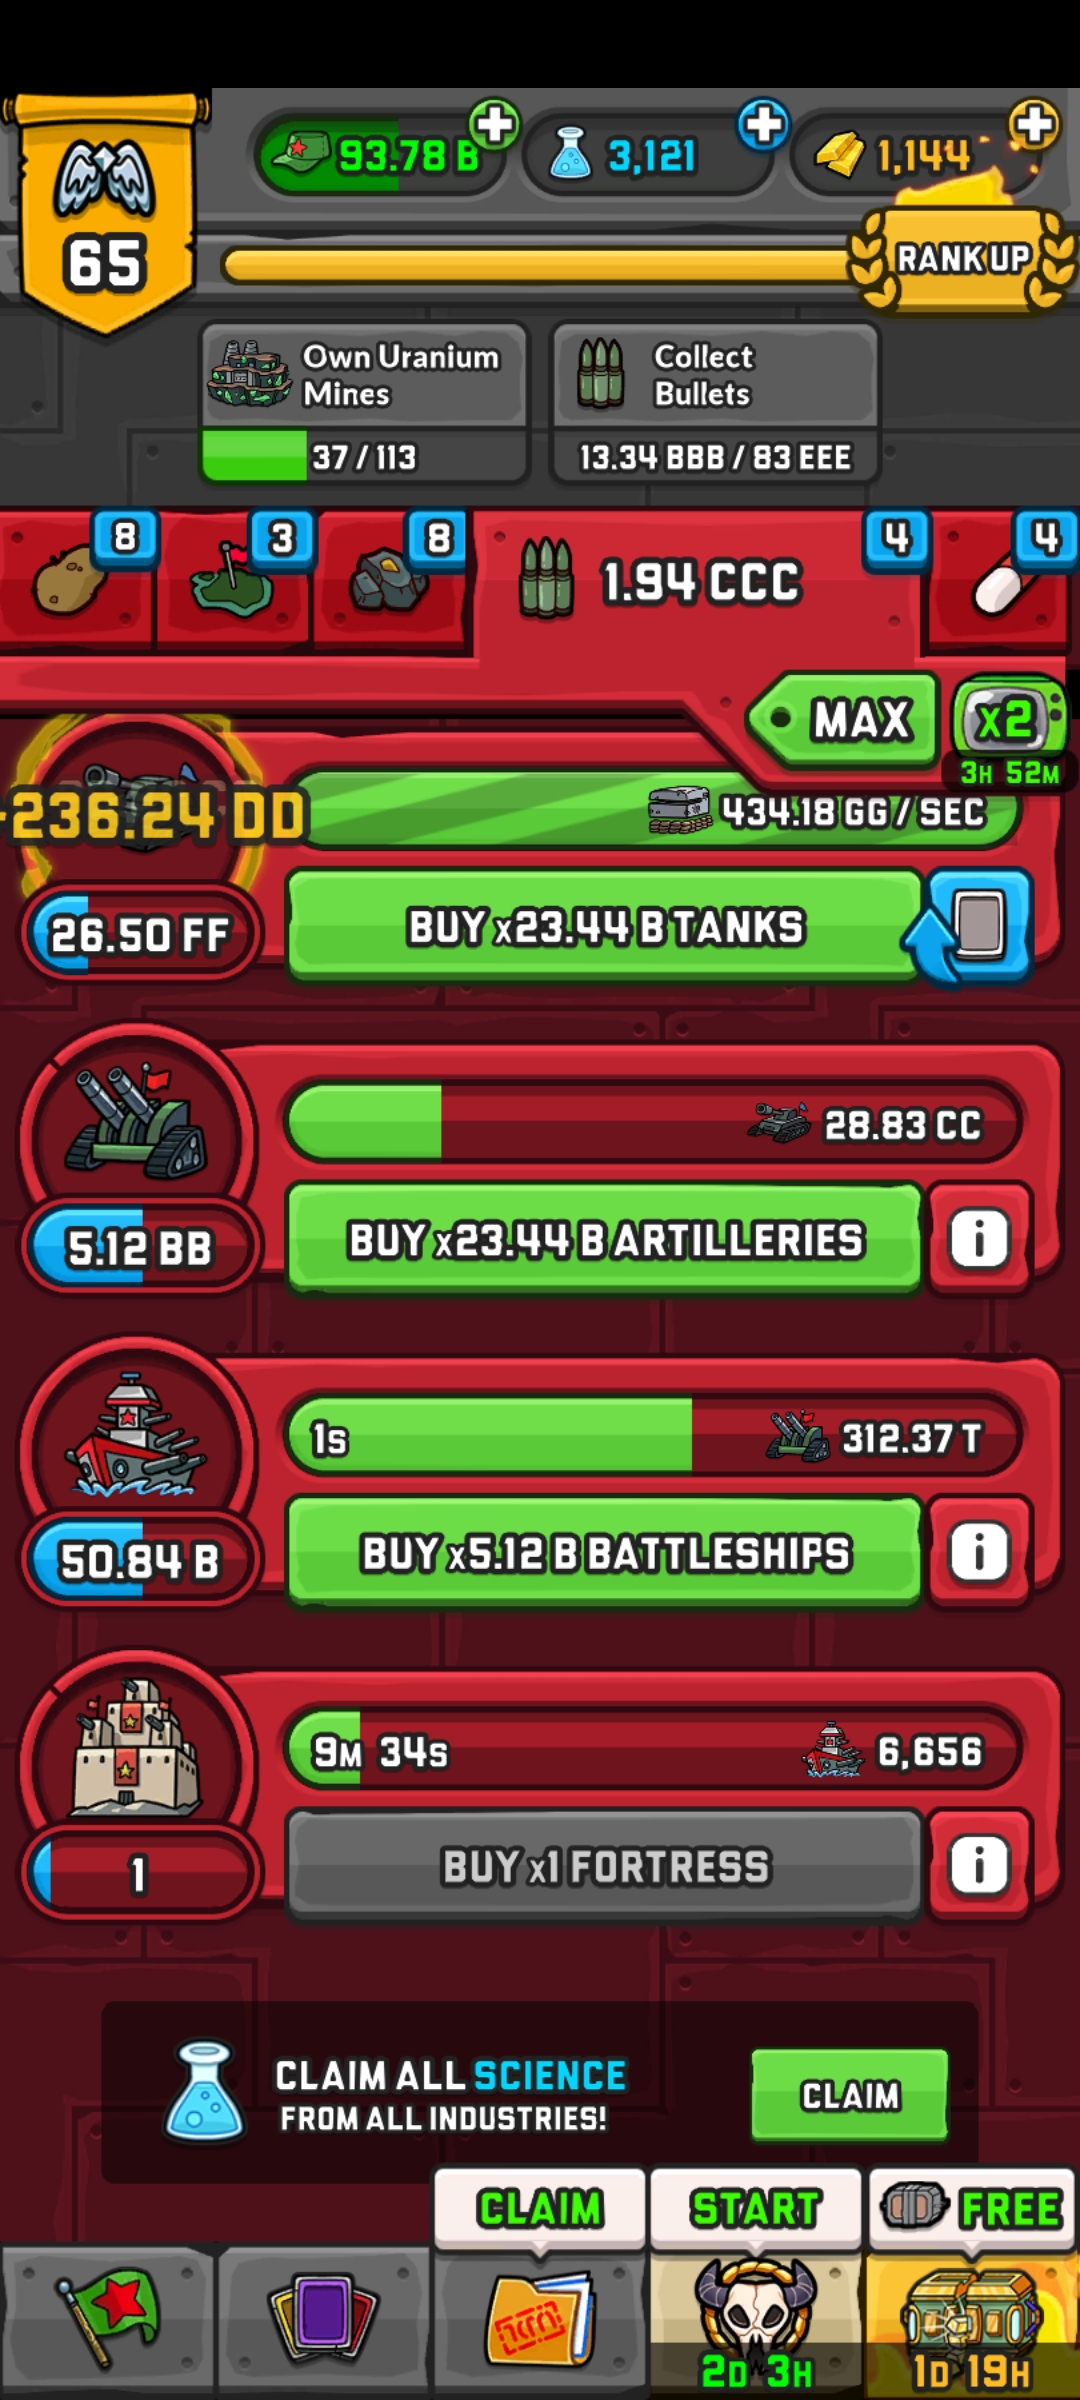 93.78 B
3,121
1,144
65
RANK UP
Own Uranium
Mines
37 / 113
Collect
Bullets
13.34 BBB / 83 EEE
8
3
8
1.94 CCC
4
4
MAX
x2
3H 52M
-236.24 DD
434.18 GG / SEC
26.50 FF
BUY x23.44 B TANKS
28.83 CC
5.12 BB
BUY x23.44 B ARTILLERIES
i
1s
312.37 T
50.84 B
BUY x5.12 B BATTLESHIPS
i
9M 34s
6,656
1
BUY x1 FORTRESS
i
CLAIM ALL SCIENCE
FROM ALL INDUSTRIES!
CLAIM
CLAIM
START
FREE
2D 3H
1D 19H